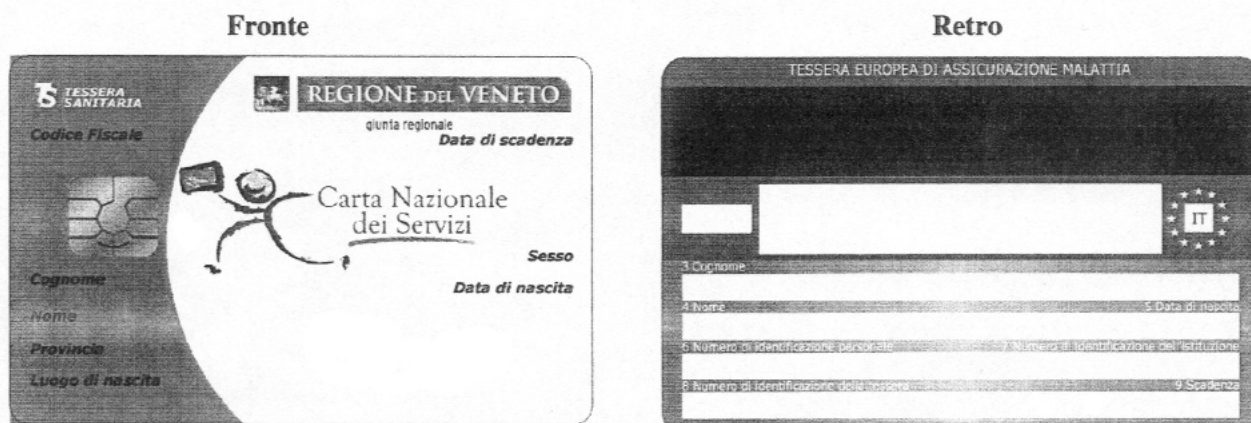 Fronte
TESSERA
SANITARIA
REGIONE DEL VENETO
giunta regionale
Codice Fiscale
Data di scadenza
Carta Nazionale
dei Servizi
Sesso
Cognome
Data di nascita
Nome
Provincia
Luogo di nascita
Retro
TESSERA EUROPEA DI ASSICURAZIONE MALATTIA
IT
3 Cognome
4 Nome 5 Data di nascita
6 Numero di identificazione personale 7 Numero di identificazione dell'istituzione
8 Numero di identificazione della tessera 9 Scadenza